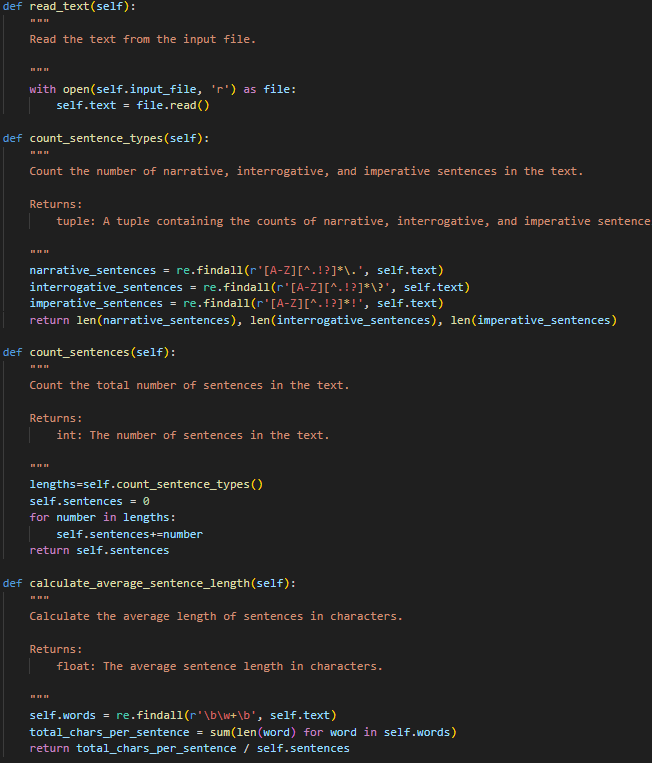 def read_text(self):
    """
    Read the text from the input file.

    """
    with open(self.input_file, 'r') as file:
        self.text = file.read()

def count_sentence_types(self):
    """
    Count the number of narrative, interrogative, and imperative sentences in the text.

    Returns:
        tuple: A tuple containing the counts of narrative, interrogative, and imperative sentence

    """
    narrative_sentences = re.findall(r'[A-Z][^.!?]*\.', self.text)
    interrogative_sentences = re.findall(r'[A-Z][^.!?]*\?', self.text)
    imperative_sentences = re.findall(r'[A-Z][^.!?]*!', self.text)
    return len(narrative_sentences), len(interrogative_sentences), len(imperative_sentences)

def count_sentences(self):
    """
    Count the total number of sentences in the text.

    Returns:
        int: The number of sentences in the text.

    """
    lengths=self.count_sentence_types()
    self.sentences = 0
    for number in lengths:
        self.sentences+=number
    return self.sentences

def calculate_average_sentence_length(self):
    """
    Calculate the average length of sentences in characters.

    Returns:
        float: The average sentence length in characters.

    """
    self.words = re.findall(r'\b\w+\b', self.text)
    total_chars_per_sentence = sum(len(word) for word in self.words)
    return total_chars_per_sentence / self.sentences